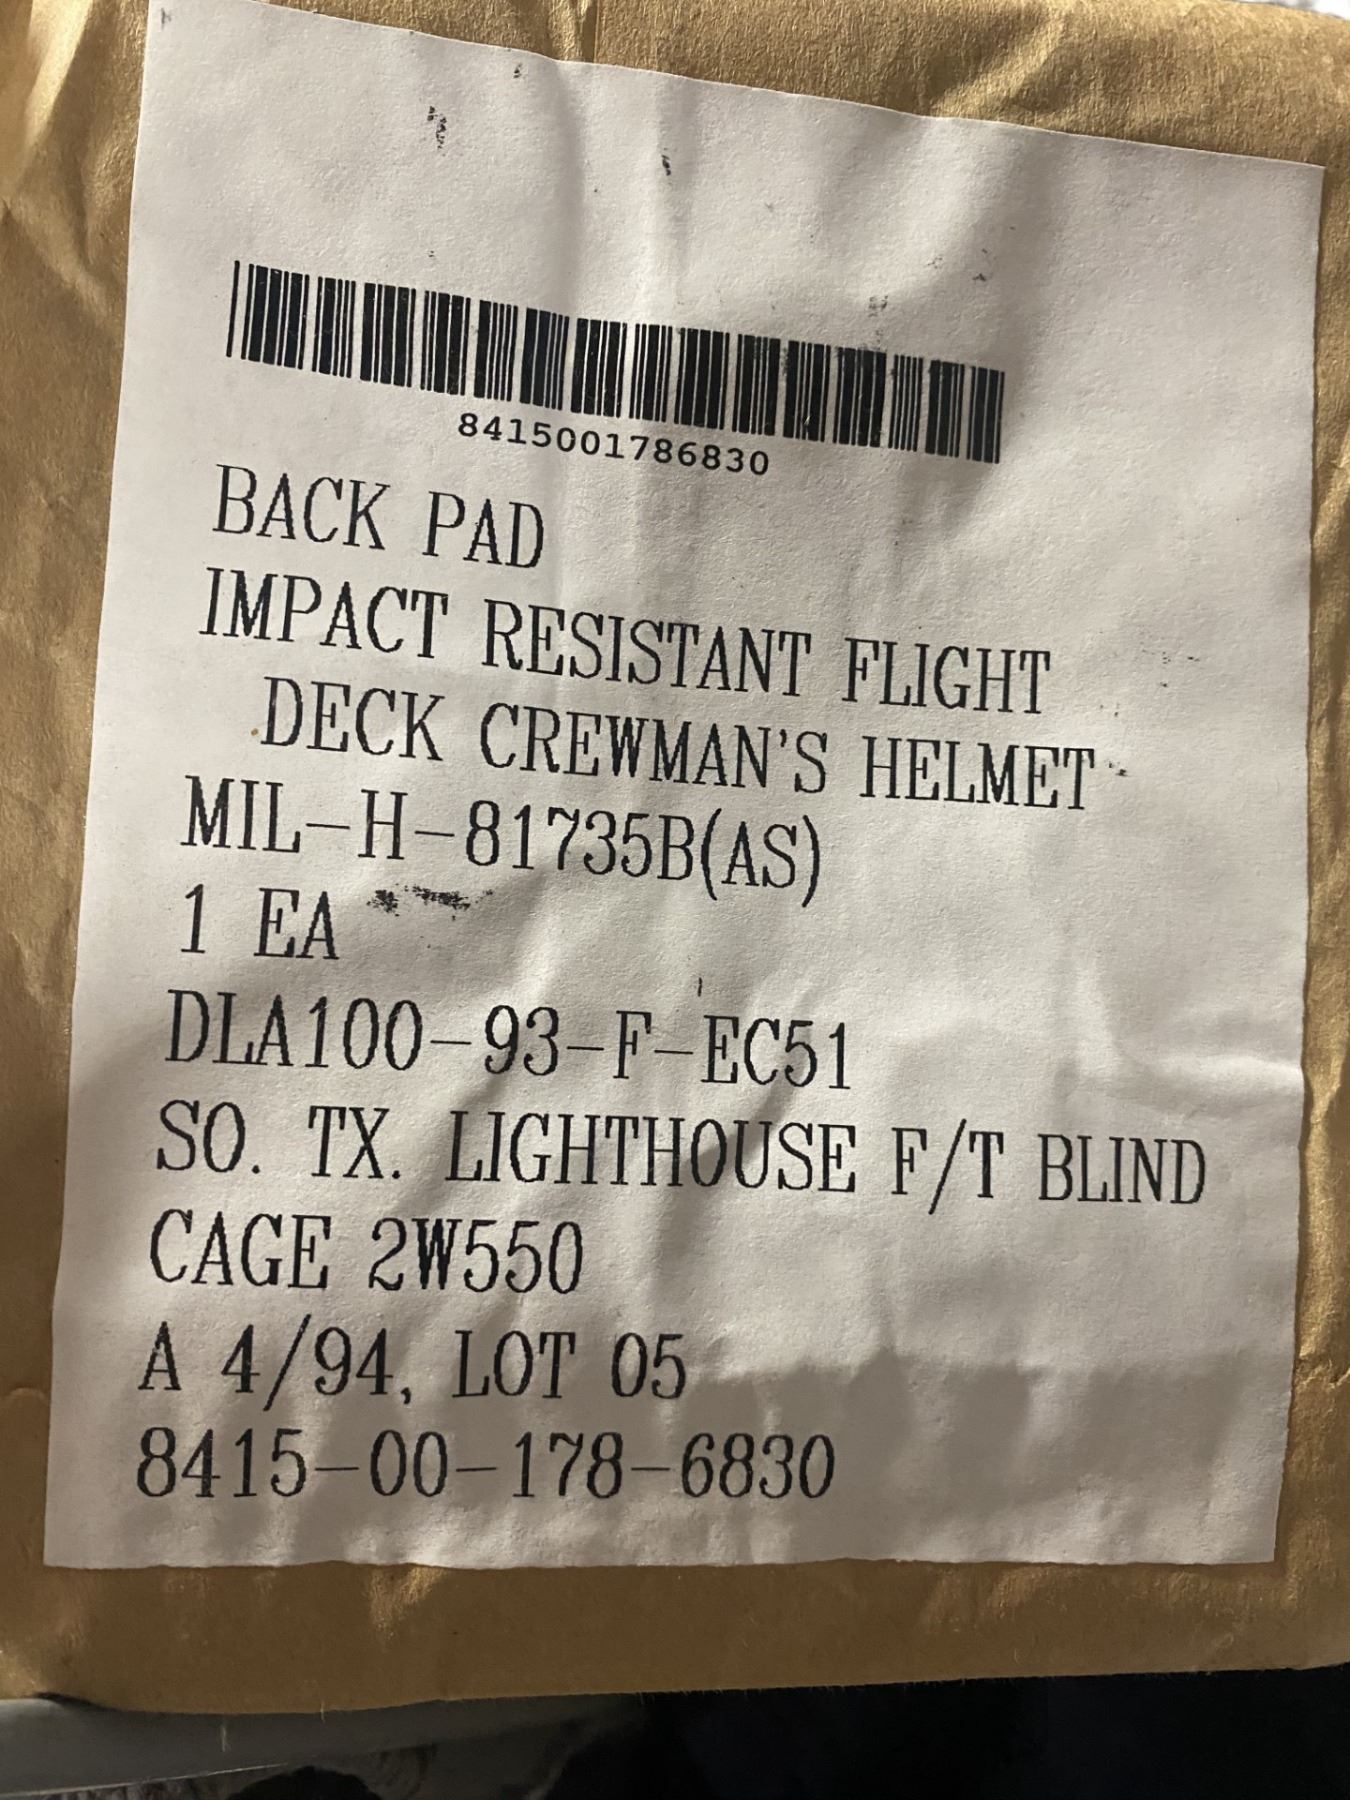 8415001786830
BACK PAD
IMPACT RESISTANT FLIGHT
DECK CREWMAN'S HELMET
MIL-H-81735B(AS)
1 EA
DLA100-93-F-EC51
SO. TX. LIGHTHOUSE F/T BLIND
CAGE 2W550
A 4/94, LOT 05
8415-00-178-6830